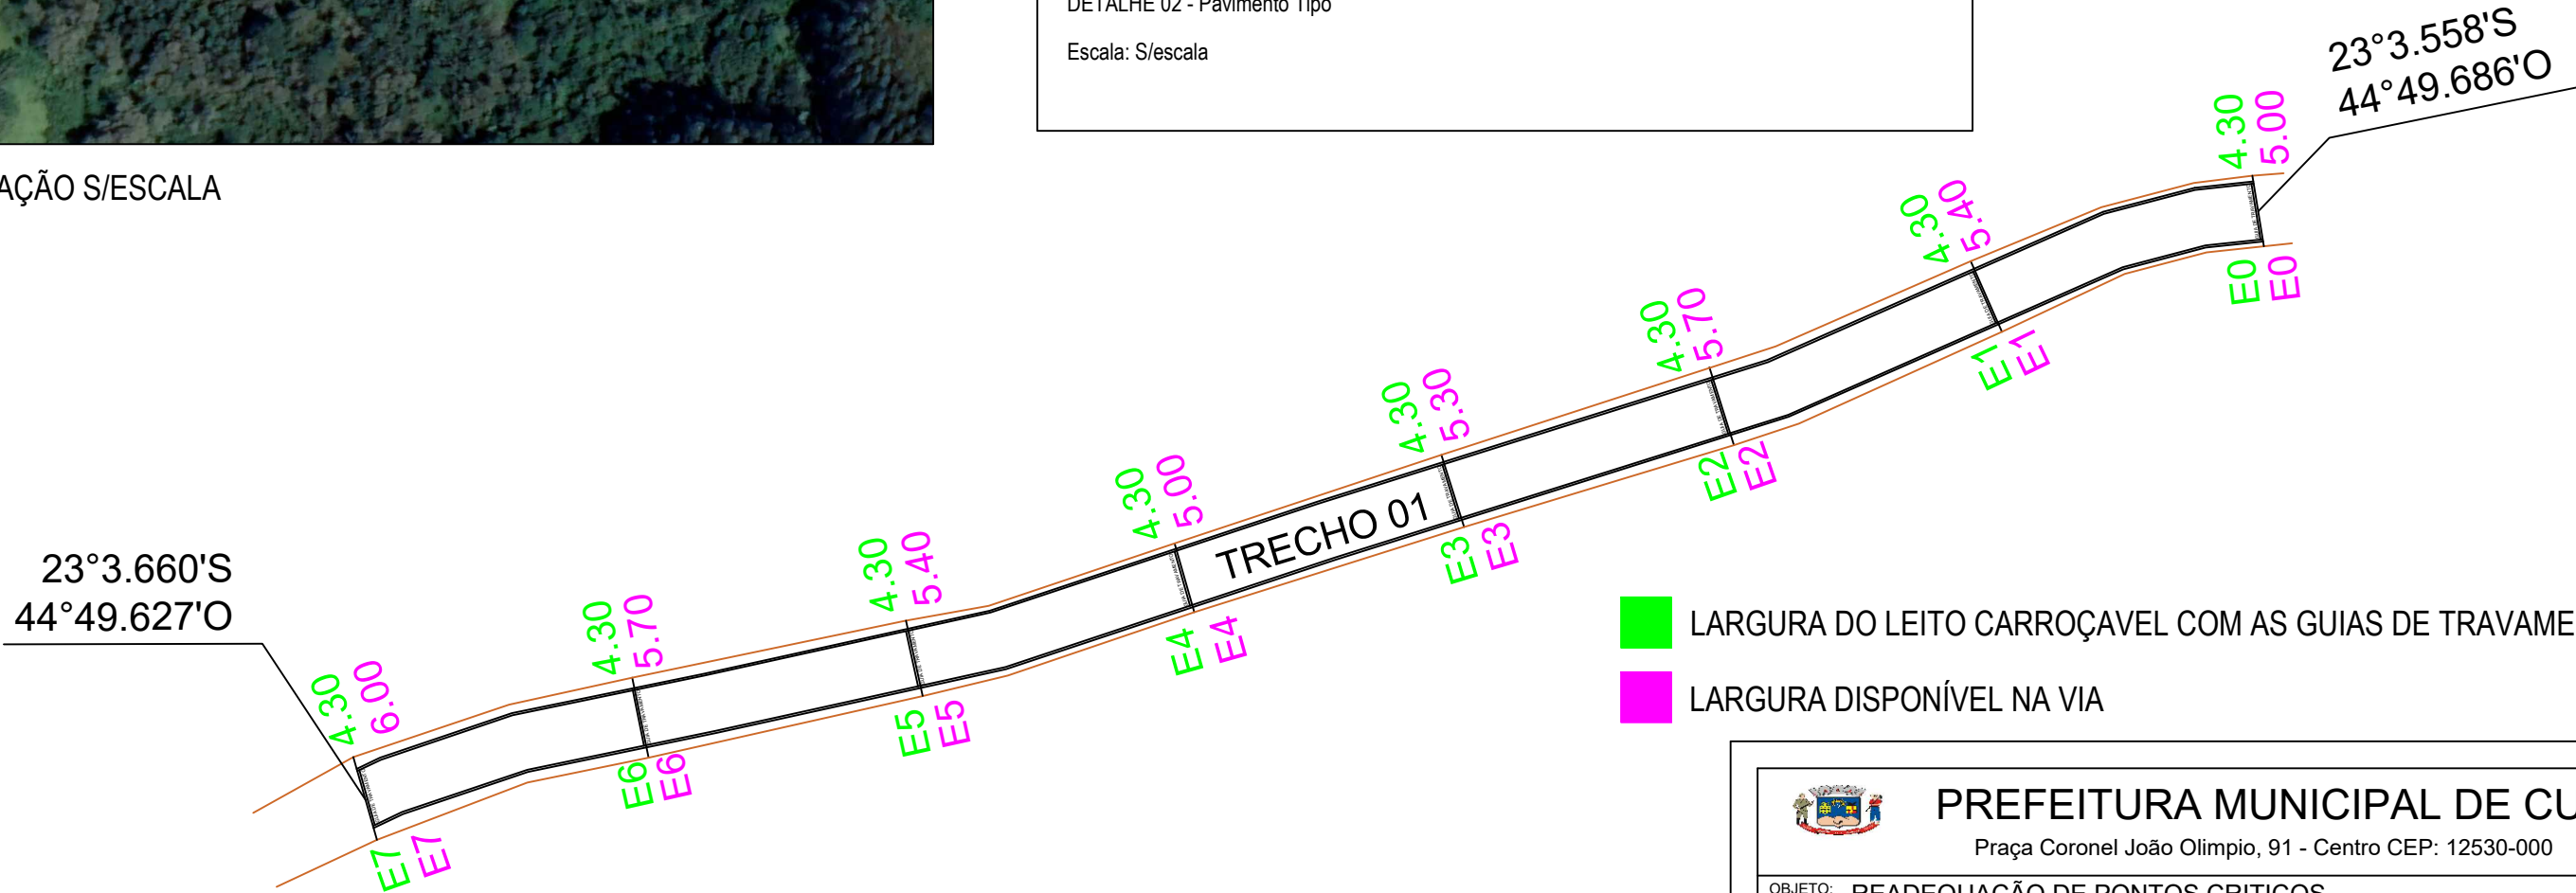 DETALHE 02 - Pavimento Tipo
Escala: S/escala
AÇÃO S/ESCALA
23°3.558'S
44°49.686'O
4.30
5.00
E0
E0
4.30
5.40
E1
E1
4.30
5.70
E2
E2
4.30
5.30
E3
E3
TRECHO 01
4.30
5.00
E4
E4
4.30
5.40
E5
E5
4.30
5.70
E6
E6
4.30
6.00
E7
E7
23°3.660'S
44°49.627'O
LARGURA DO LEITO CARROÇAVEL COM AS GUIAS DE TRAVAME
LARGURA DISPONÍVEL NA VIA
PREFEITURA MUNICIPAL DE CU
Praça Coronel João Olimpio, 91 - Centro CEP: 12530-000
OBJETO: READEQUAÇÃO DE PONTOS CRITICOS